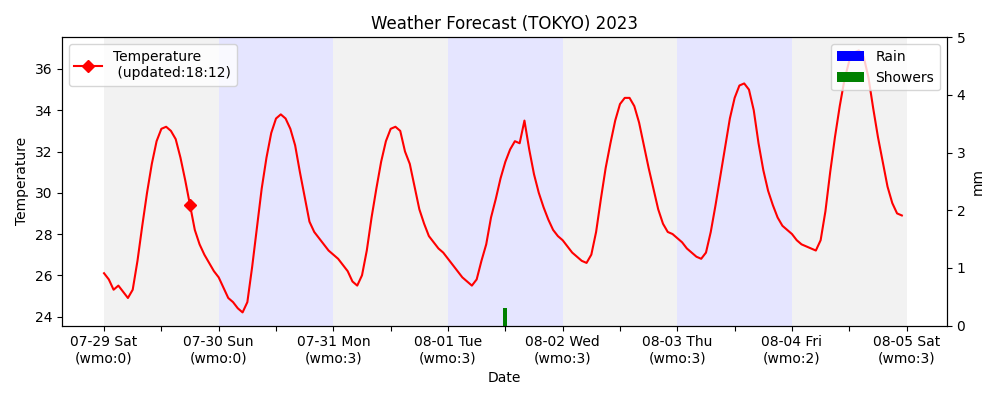 Weather Forecast (TOKYO) 2023
Temperature
(updated:18:12)
Rain
Showers
Temperature
36
34
32
30
28
26
24
5
4
3
2
1
0
mm
07-29 Sat
(wmo:0)
07-30 Sun
(wmo:0)
07-31 Mon
(wmo:3)
08-01 Tue
(wmo:3)
08-02 Wed
(wmo:3)
08-03 Thu
(wmo:3)
08-04 Fri
(wmo:2)
08-05 Sat
(wmo:3)
Date